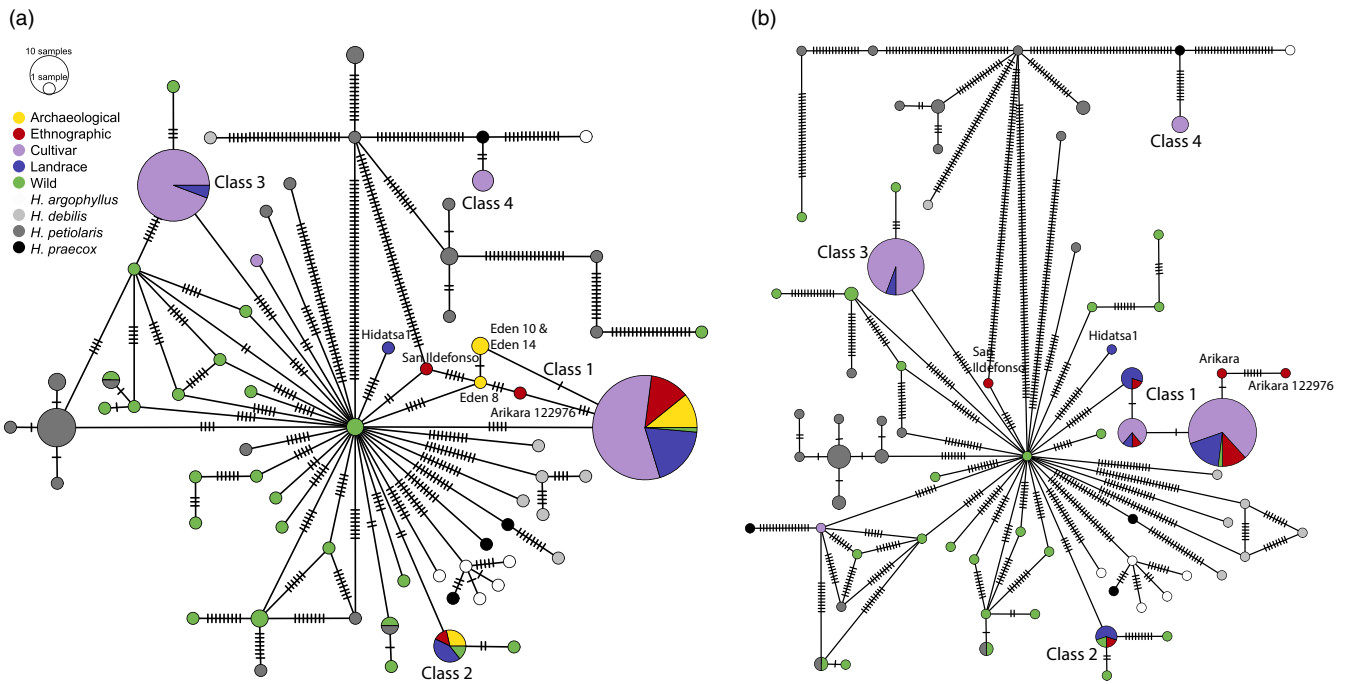 (a)
10 samples
1 sample
Archaeological
Ethnographic
Cultivar
Landrace
Wild
H. argophyllus
H. debilis
H. petiolaris
H. praecox
Class 3
Class 4
Hidatsa1
San Ildefonso
Eden 10 &
Eden 14
Eden 8
Class 1
Arikara 122976
Class 2
(b)
Class 4
Class 3
Hidatsa1
San
Ildefonso
Class 1
Arikara
Arikara 122976
Class 2